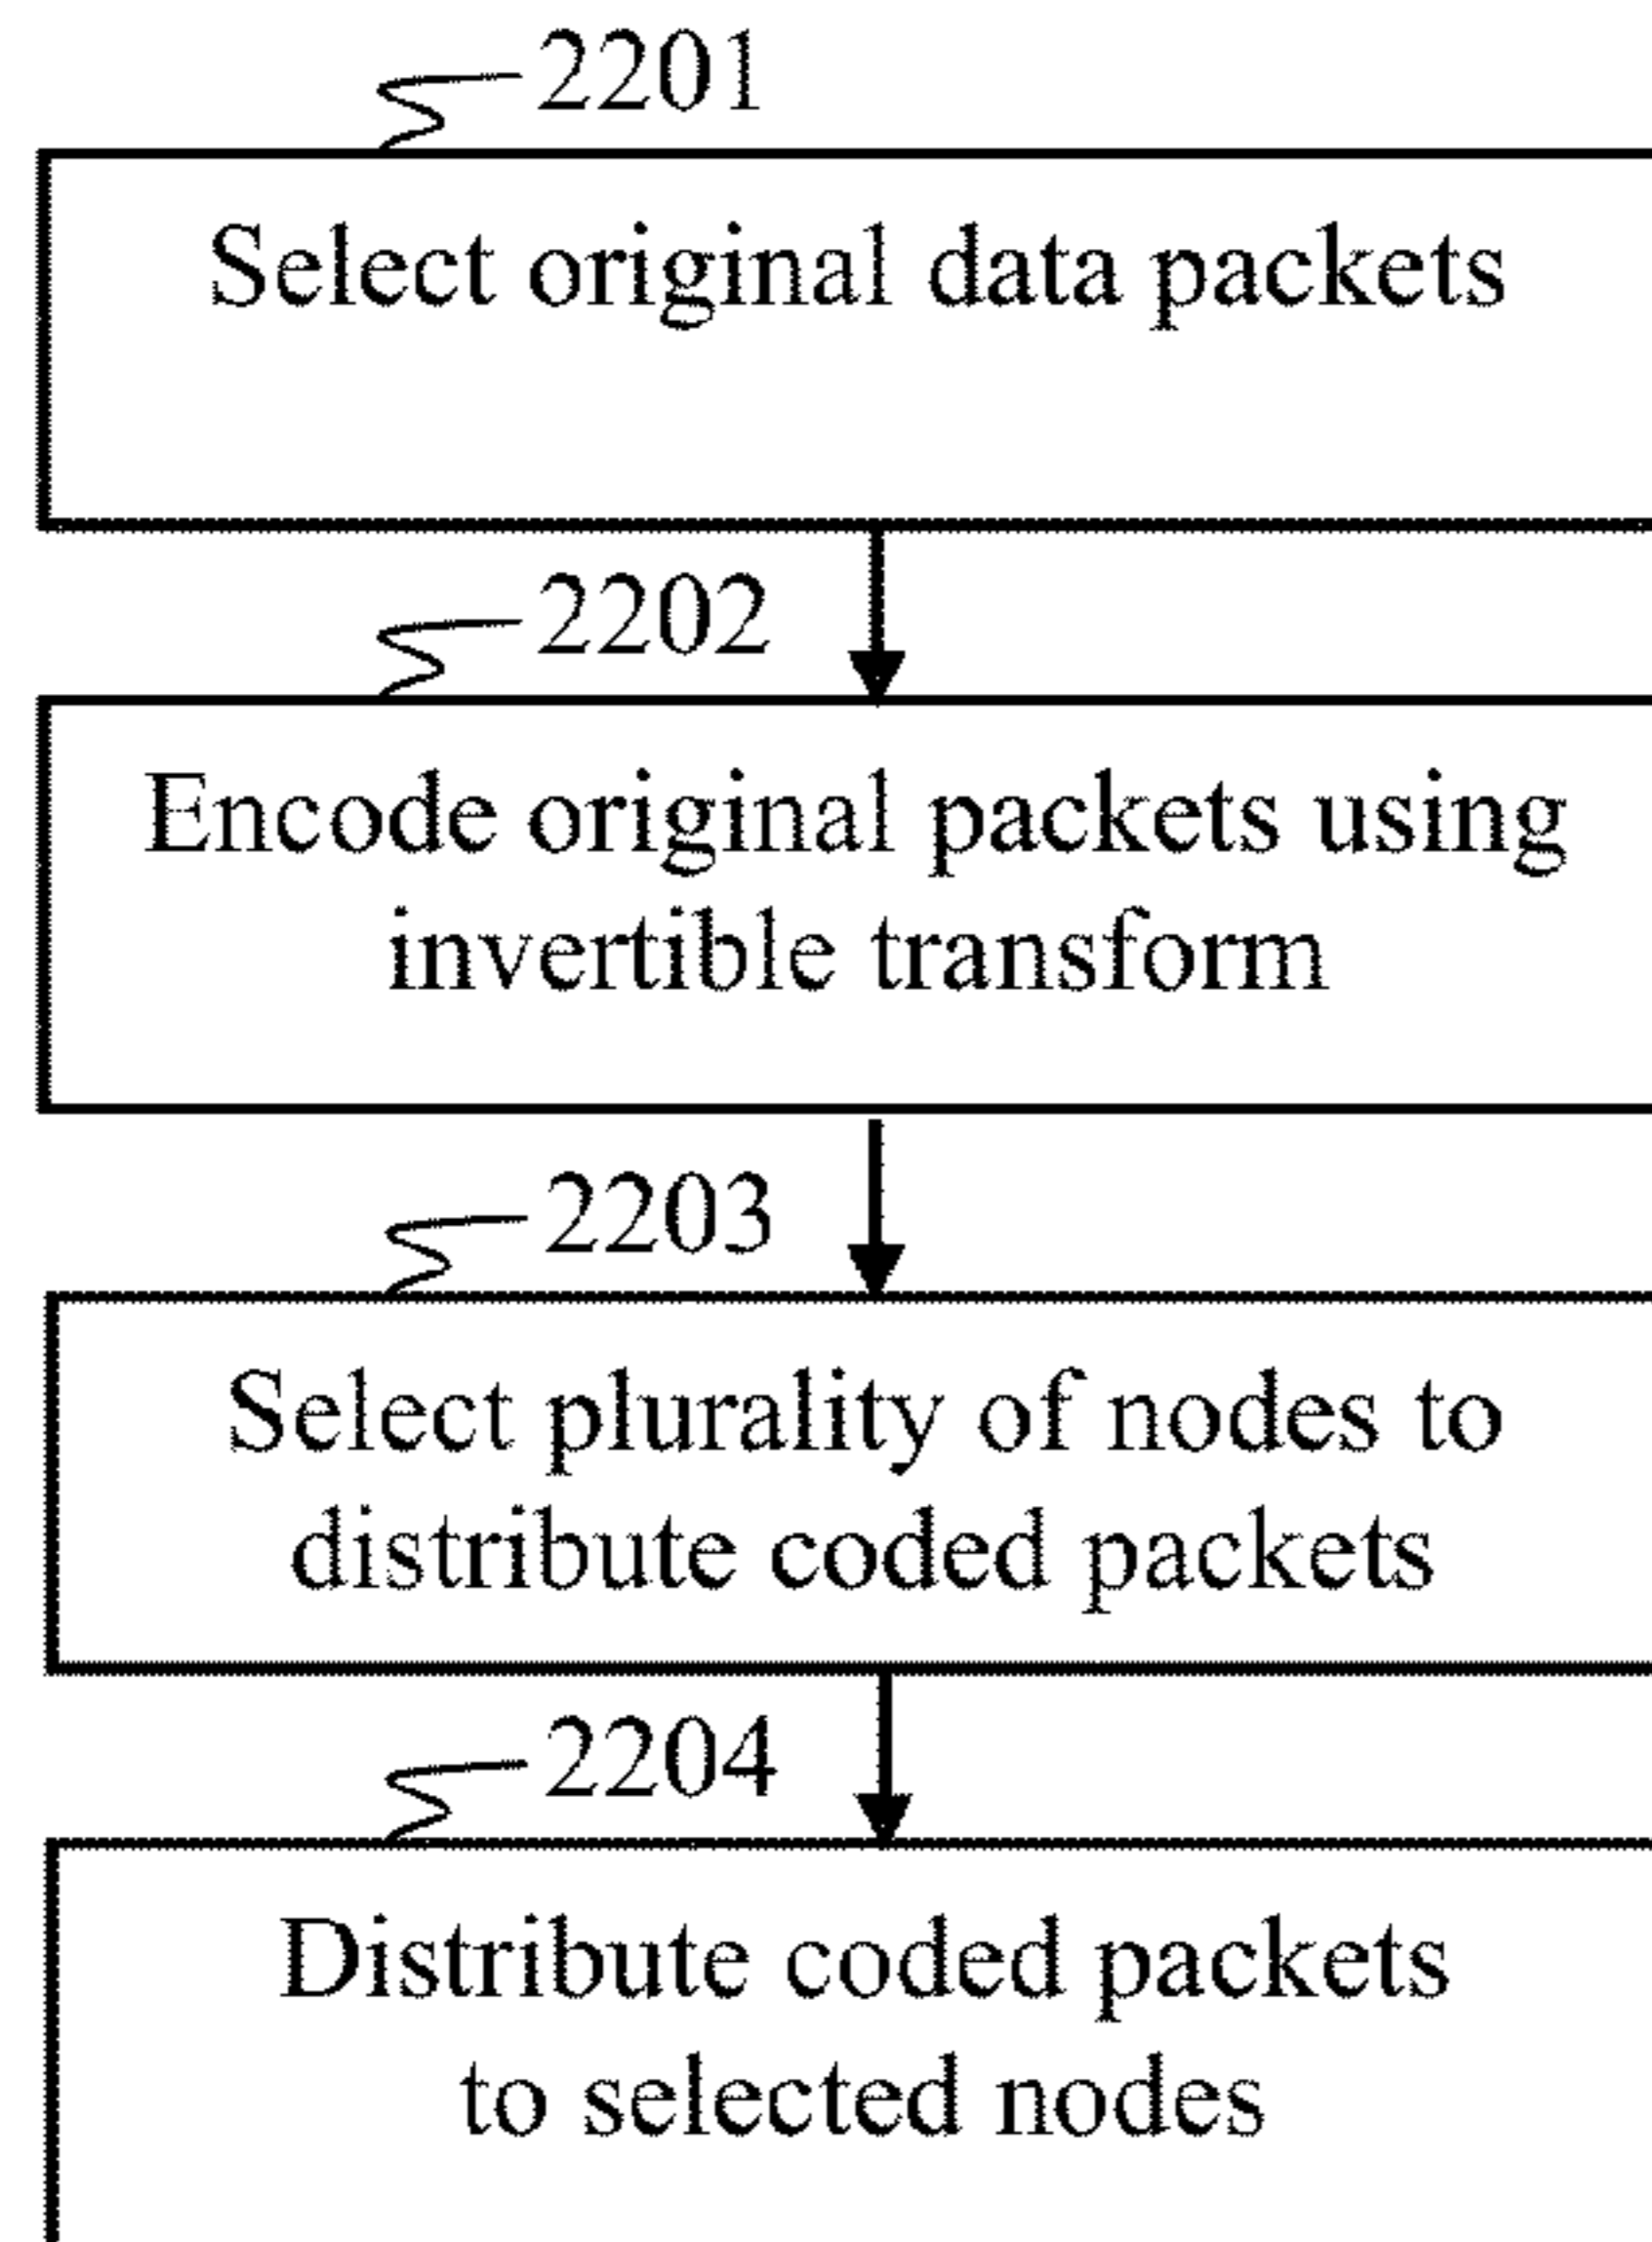 2201
Select original data packets
2202
Encode original packets using
invertible transform
2203
Select plurality of nodes to
distribute coded packets
2204
Distribute coded packets
to selected nodes